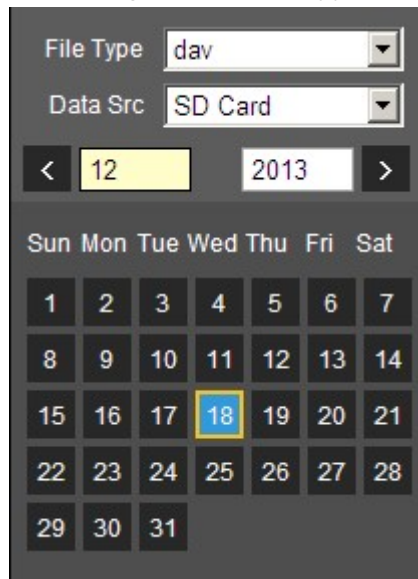 File Type dav
Data Src SD Card
< 12 2013 >
Sun Mon Tue Wed Thu Fri Sat
1 2 3 4 5 6 7
8 9 10 11 12 13 14
15 16 17 18 19 20 21
22 23 24 25 26 27 28
29 30 31